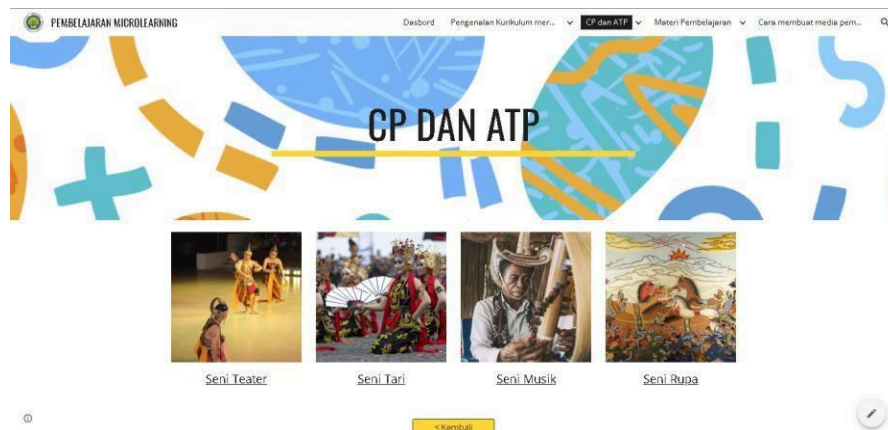 PEMBELAJARAN MICROLEARNING
Dasbord Pengenalan Kurikulum mer... CP dan ATP Materi Pembelajaran Cara membuat media pem...
CP DAN ATP
Seni Teater Seni Tari Seni Musik Seni Rupa
< Kembali